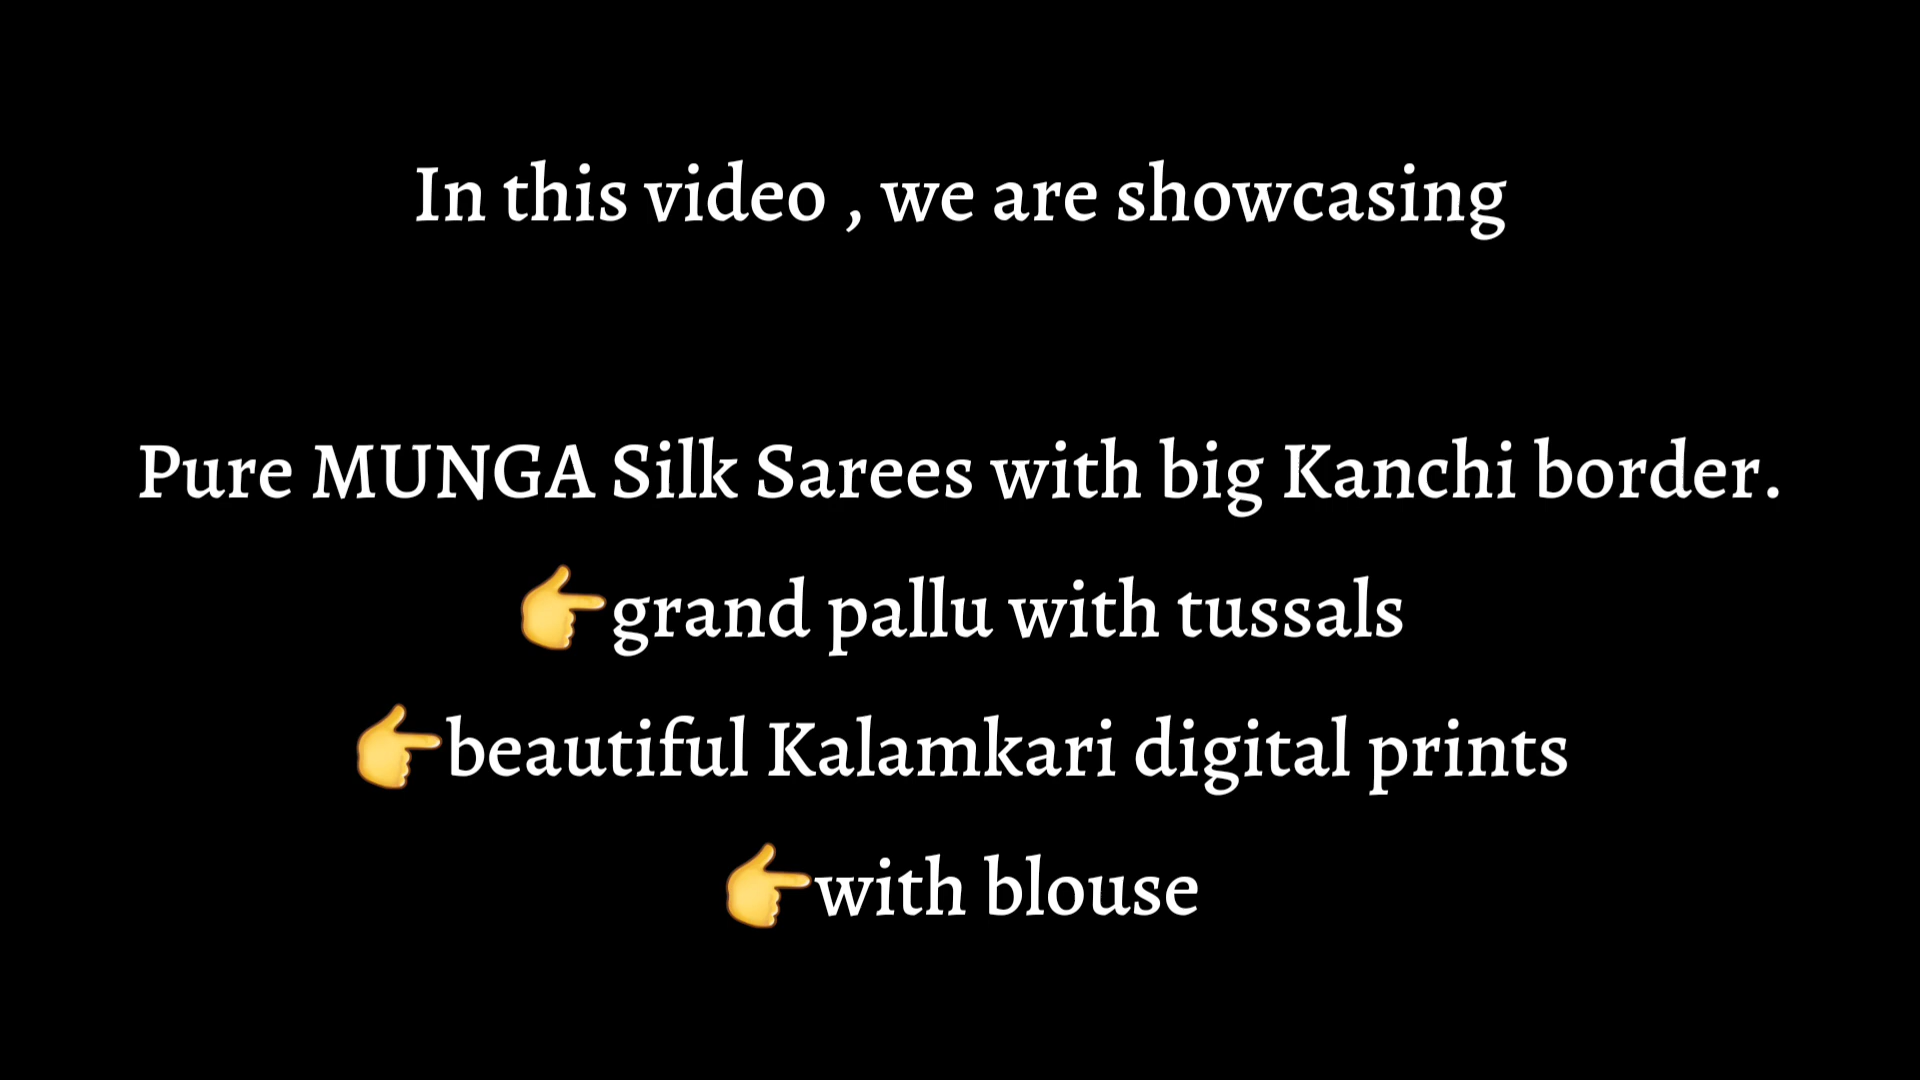 In this video , we are showcasing
Pure MUNGA Silk Sarees with big Kanchi border.
👉grand pallu with tussals
👉beautiful Kalamkari digital prints
👉with blouse